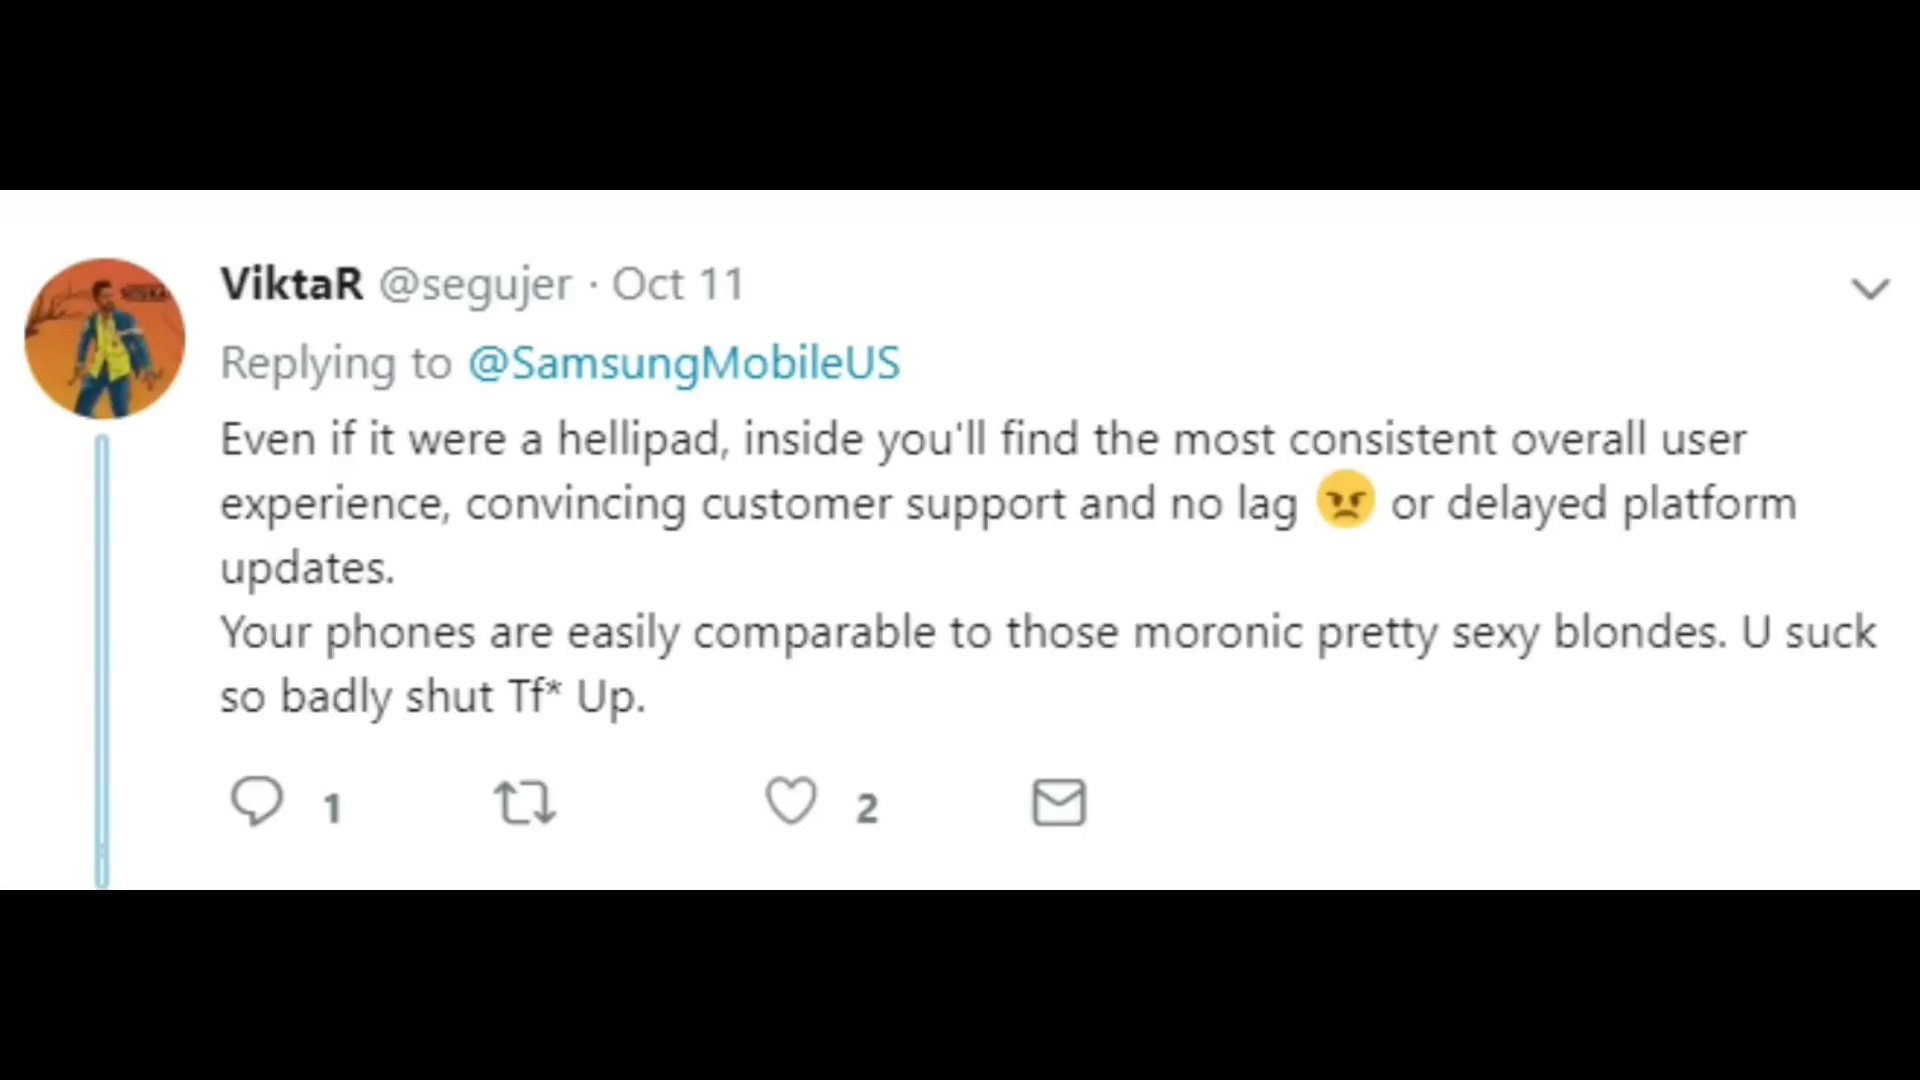 ViktaR @segujer · Oct 11
Replying to @SamsungMobileUS
Even if it were a hellipad, inside you'll find the most consistent overall user
experience, convincing customer support and no lag 😠 or delayed platform
updates.
Your phones are easily comparable to those moronic pretty sexy blondes. U suck
so badly shut Tf* Up.
1 2